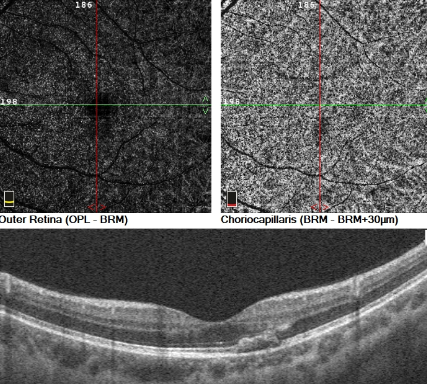 186
186
198
198
Outer Retina (OPL - BRM)
Choriocapillaris (BRM - BRM+30µm)